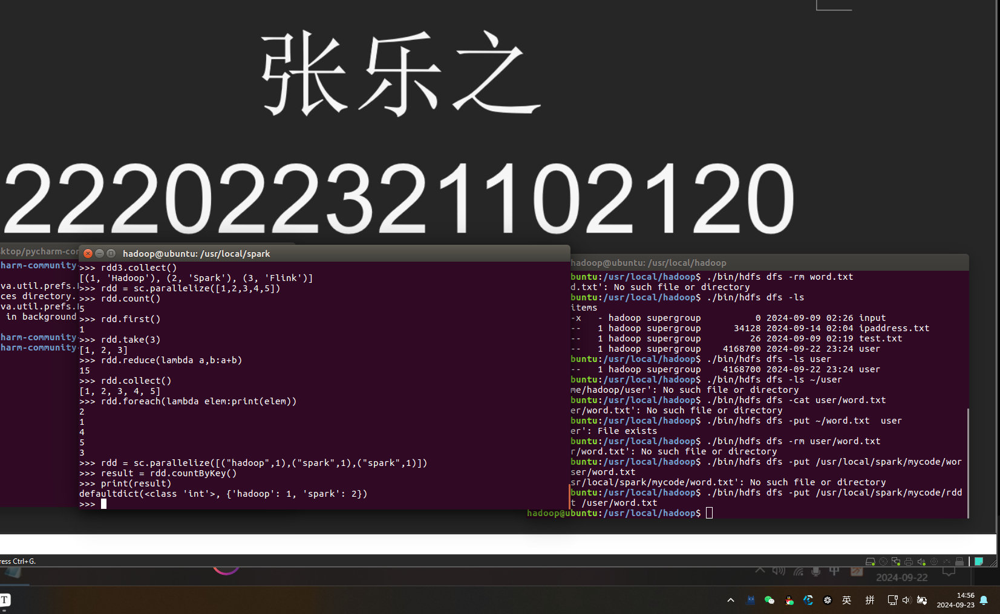 张乐之
222022321102120
ktop/pycharm-con
harm-community-
va.util.prefs.
ces directory.
va.util.prefs.
in background
harm-community-
harm-community-
hadoop@ubuntu: /usr/local/spark
>>> rdd3.collect()
[(1, 'Hadoop'), (2, 'Spark'), (3, 'Flink')]
>>> rdd = sc.parallelize([1,2,3,4,5])
>>> rdd.count()
5
>>> rdd.first()
1
>>> rdd.take(3)
[1, 2, 3]
>>> rdd.reduce(lambda a,b:a+b)
15
>>> rdd.collect()
[1, 2, 3, 4, 5]
>>> rdd.foreach(lambda elem:print(elem))
2
1
4
5
3
>>> rdd = sc.parallelize([("hadoop",1),("spark",1),("spark",1)])
>>> result = rdd.countByKey()
>>> print(result)
defaultdict(<class 'int'>, {'hadoop': 1, 'spark': 2})
>>>
hadoop@ubuntu: /usr/local/hadoop
buntu:/usr/local/hadoop$ ./bin/hdfs dfs -rm word.txt
d.txt': No such file or directory
buntu:/usr/local/hadoop$ ./bin/hdfs dfs -ls
items
-x - hadoop supergroup 0 2024-09-09 02:26 input
-- 1 hadoop supergroup 34128 2024-09-14 02:04 ipaddress.txt
-- 1 hadoop supergroup 26 2024-09-09 02:19 test.txt
-- 1 hadoop supergroup 4168700 2024-09-22 23:24 user
buntu:/usr/local/hadoop$ ./bin/hdfs dfs -ls user
-- 1 hadoop supergroup 4168700 2024-09-22 23:24 user
buntu:/usr/local/hadoop$ ./bin/hdfs dfs -ls ~/user
me/hadoop/user': No such file or directory
buntu:/usr/local/hadoop$ ./bin/hdfs dfs -cat user/word.txt
er/word.txt': No such file or directory
buntu:/usr/local/hadoop$ ./bin/hdfs dfs -put ~/word.txt  user
er': File exists
buntu:/usr/local/hadoop$ ./bin/hdfs dfs -rm user/word.txt
r/word.txt': No such file or directory
buntu:/usr/local/hadoop$ ./bin/hdfs dfs -put /usr/local/spark/mycode/wor
ser/word.txt
sr/local/spark/mycode/word.txt': No such file or directory
buntu:/usr/local/hadoop$ ./bin/hdfs dfs -put /usr/local/spark/mycode/rdd
t /user/word.txt
hadoop@ubuntu:/usr/local/hadoop$
ress Ctrl+G.
中
2024-09-22
T
英 拼
14:56
2024-09-23